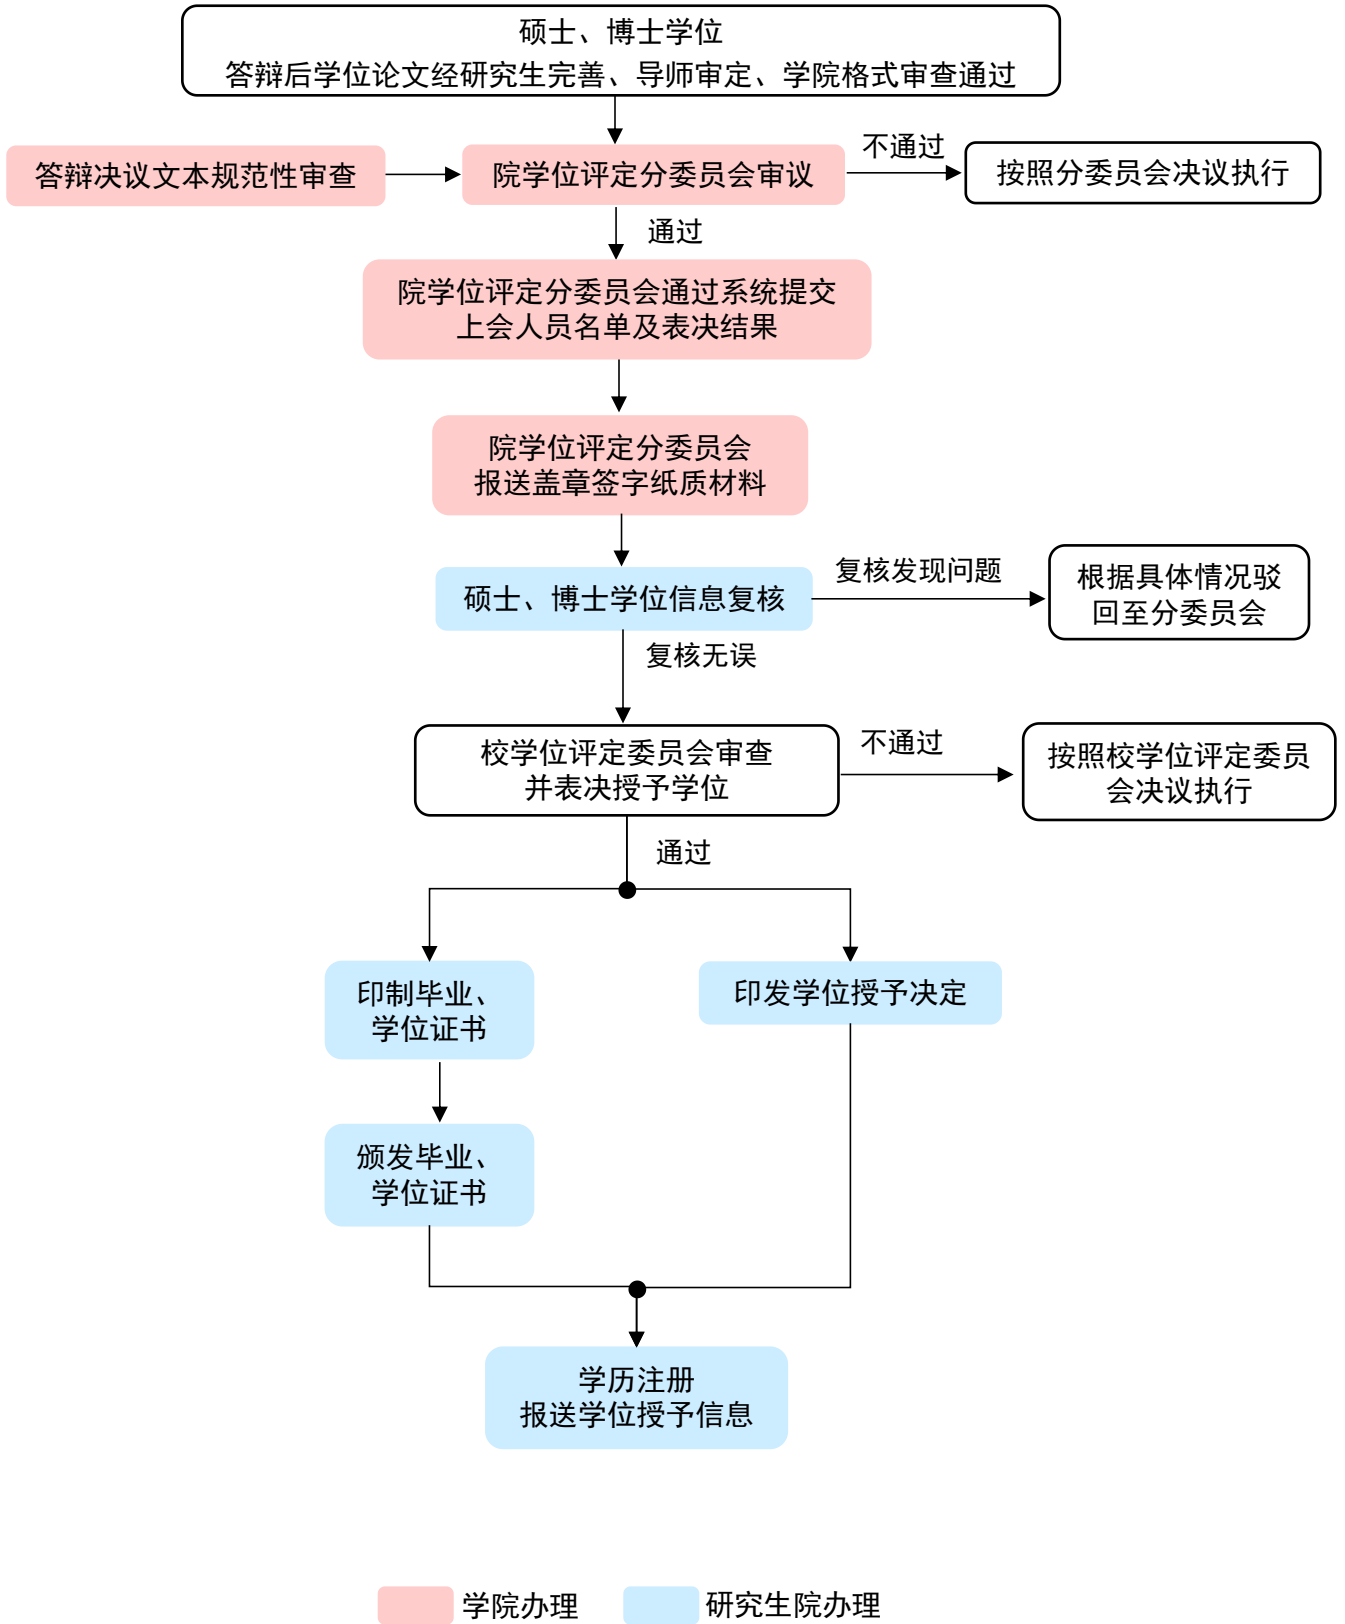 硕士、博士学位
答辩后学位论文经研究生完善、导师审定、学院格式审查通过
答辩决议文本规范性审查
院学位评定分委员会审议
不通过
按照分委员会决议执行
通过
院学位评定分委员会通过系统提交
上会人员名单及表决结果
院学位评定分委员会
报送盖章签字纸质材料
硕士、博士学位信息复核
复核发现问题
根据具体情况驳
回至分委员会
复核无误
校学位评定委员会审查
并表决授予学位
不通过
按照校学位评定委员
会决议执行
通过
印制毕业、
学位证书
印发学位授予决定
颁发毕业、
学位证书
学历注册
报送学位授予信息
学院办理
研究生院办理